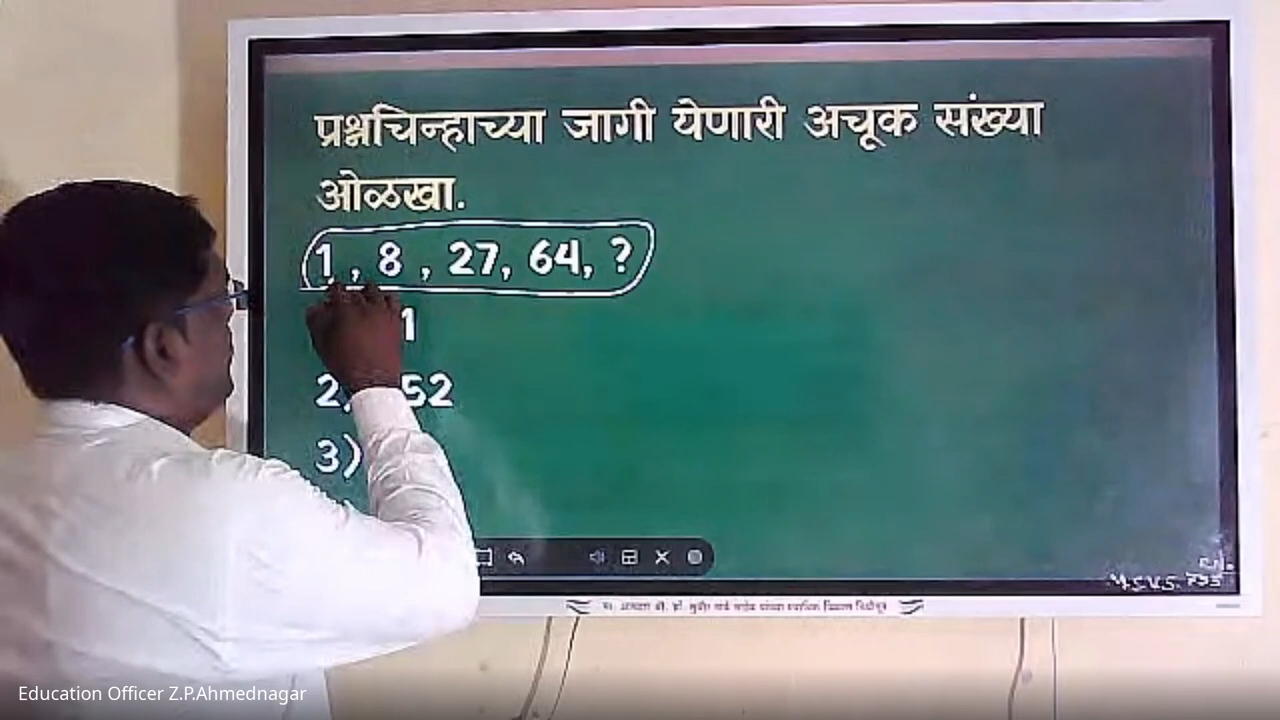 प्रश्नचिन्हाच्या जागी येणारी अचूक संख्या
ओळखा.
1 , 8 , 27, 64, ?
1
2) 52
3)
Education Officer Z.P.Ahmednagar